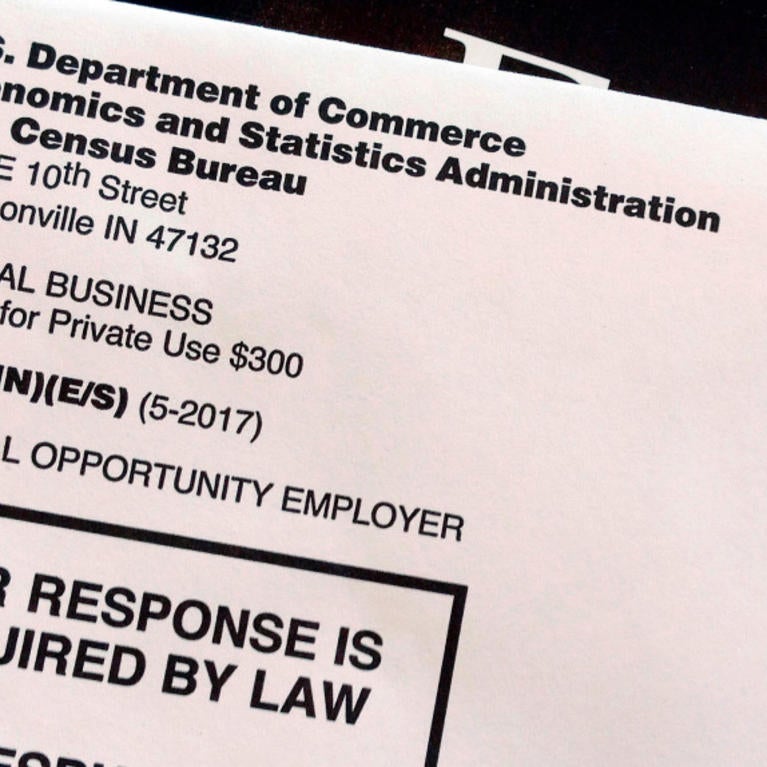 S. Department of Commerce
nomics and Statistics Administration
Census Bureau
E 10th Street
onville IN 47132
AL BUSINESS
for Private Use $300
IN)(E/S) (5-2017)
L OPPORTUNITY EMPLOYER
R RESPONSE IS
UIRED BY LAW